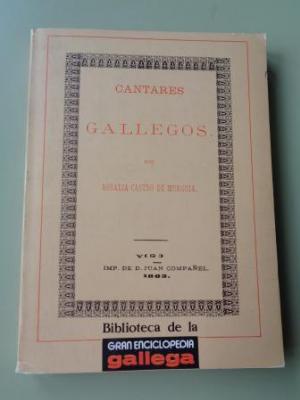 CANTARES
GALLEGOS
POR
ROSALIA CASTRO DE MURGUIA.
VIGO
IMP. DE D. JUAN COMPAÑEL.
1863.
Biblioteca de la
GRAN ENCICLOPEDIA
gallega